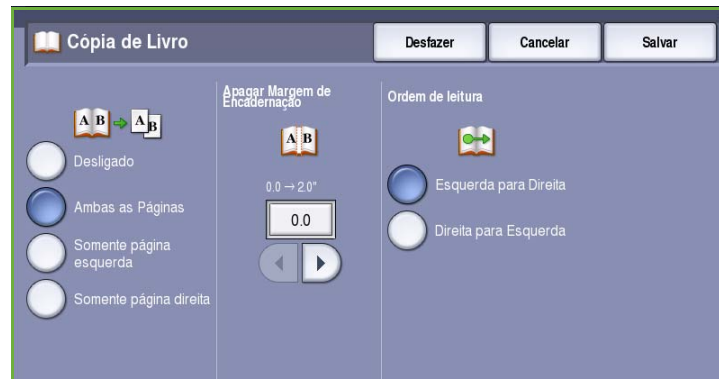 Cópia de Livro
Desfazer
Cancelar
Salvar
A B A B
Desligado
Ambas as Páginas
Somente página
esquerda
Somente página direita
Apagar Margem de
Encadernação
A B
0.0 → 2.0"
0.0
Ordem de leitura
Esquerda para Direita
Direita para Esquerda